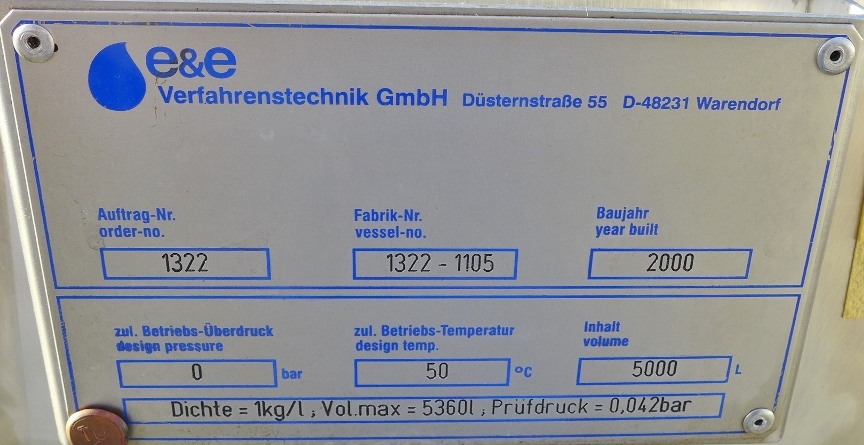 e&e
Verfahrenstechnik GmbH Düsternstraße 55 D-48231 Warendorf
Auftrag-Nr. Fabrik-Nr. Baujahr
order-no. vessel-no. year built
1322 1322 - 1105 2000
zul. Betriebs-Überdruck zul. Betriebs-Temperatur Inhalt
design pressure design temp. volume
0 bar 50 °C 5000 L
Dichte = 1kg/l ; Vol.max = 5360l ; Prüfdruck = 0,042bar